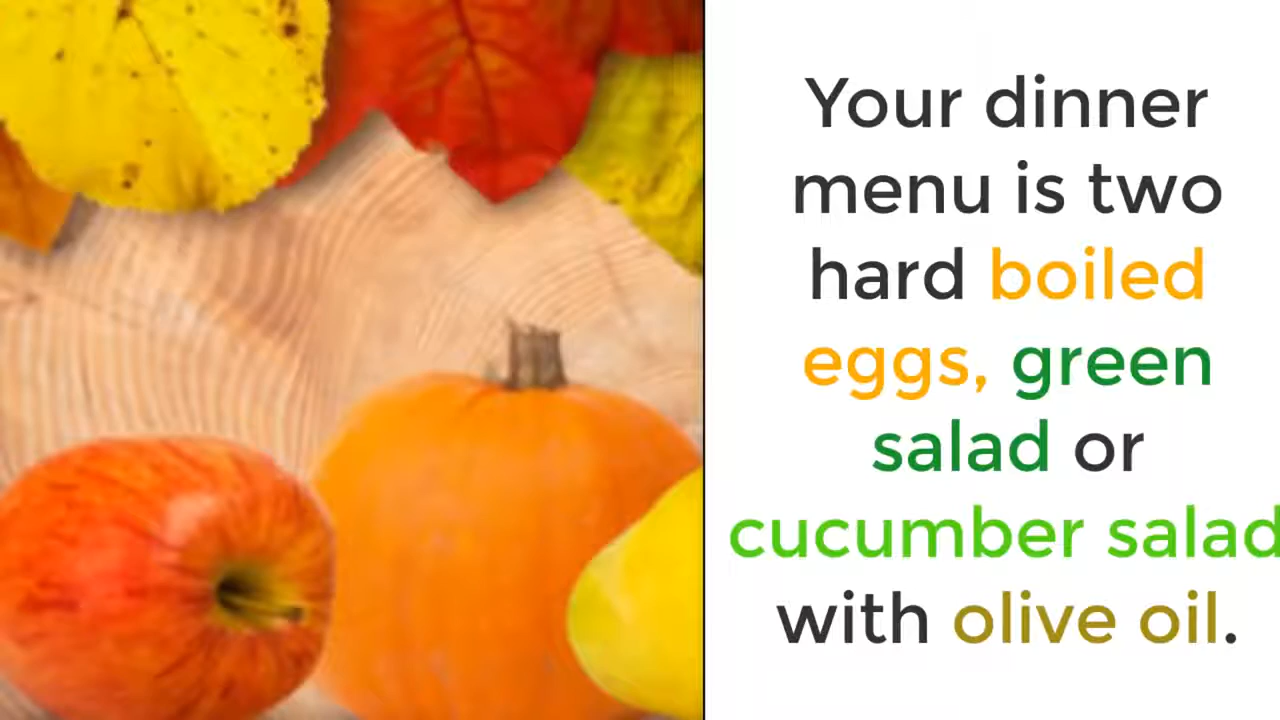 Your dinner
menu is two
hard boiled
eggs, green
salad or
cucumber salad
with olive oil.